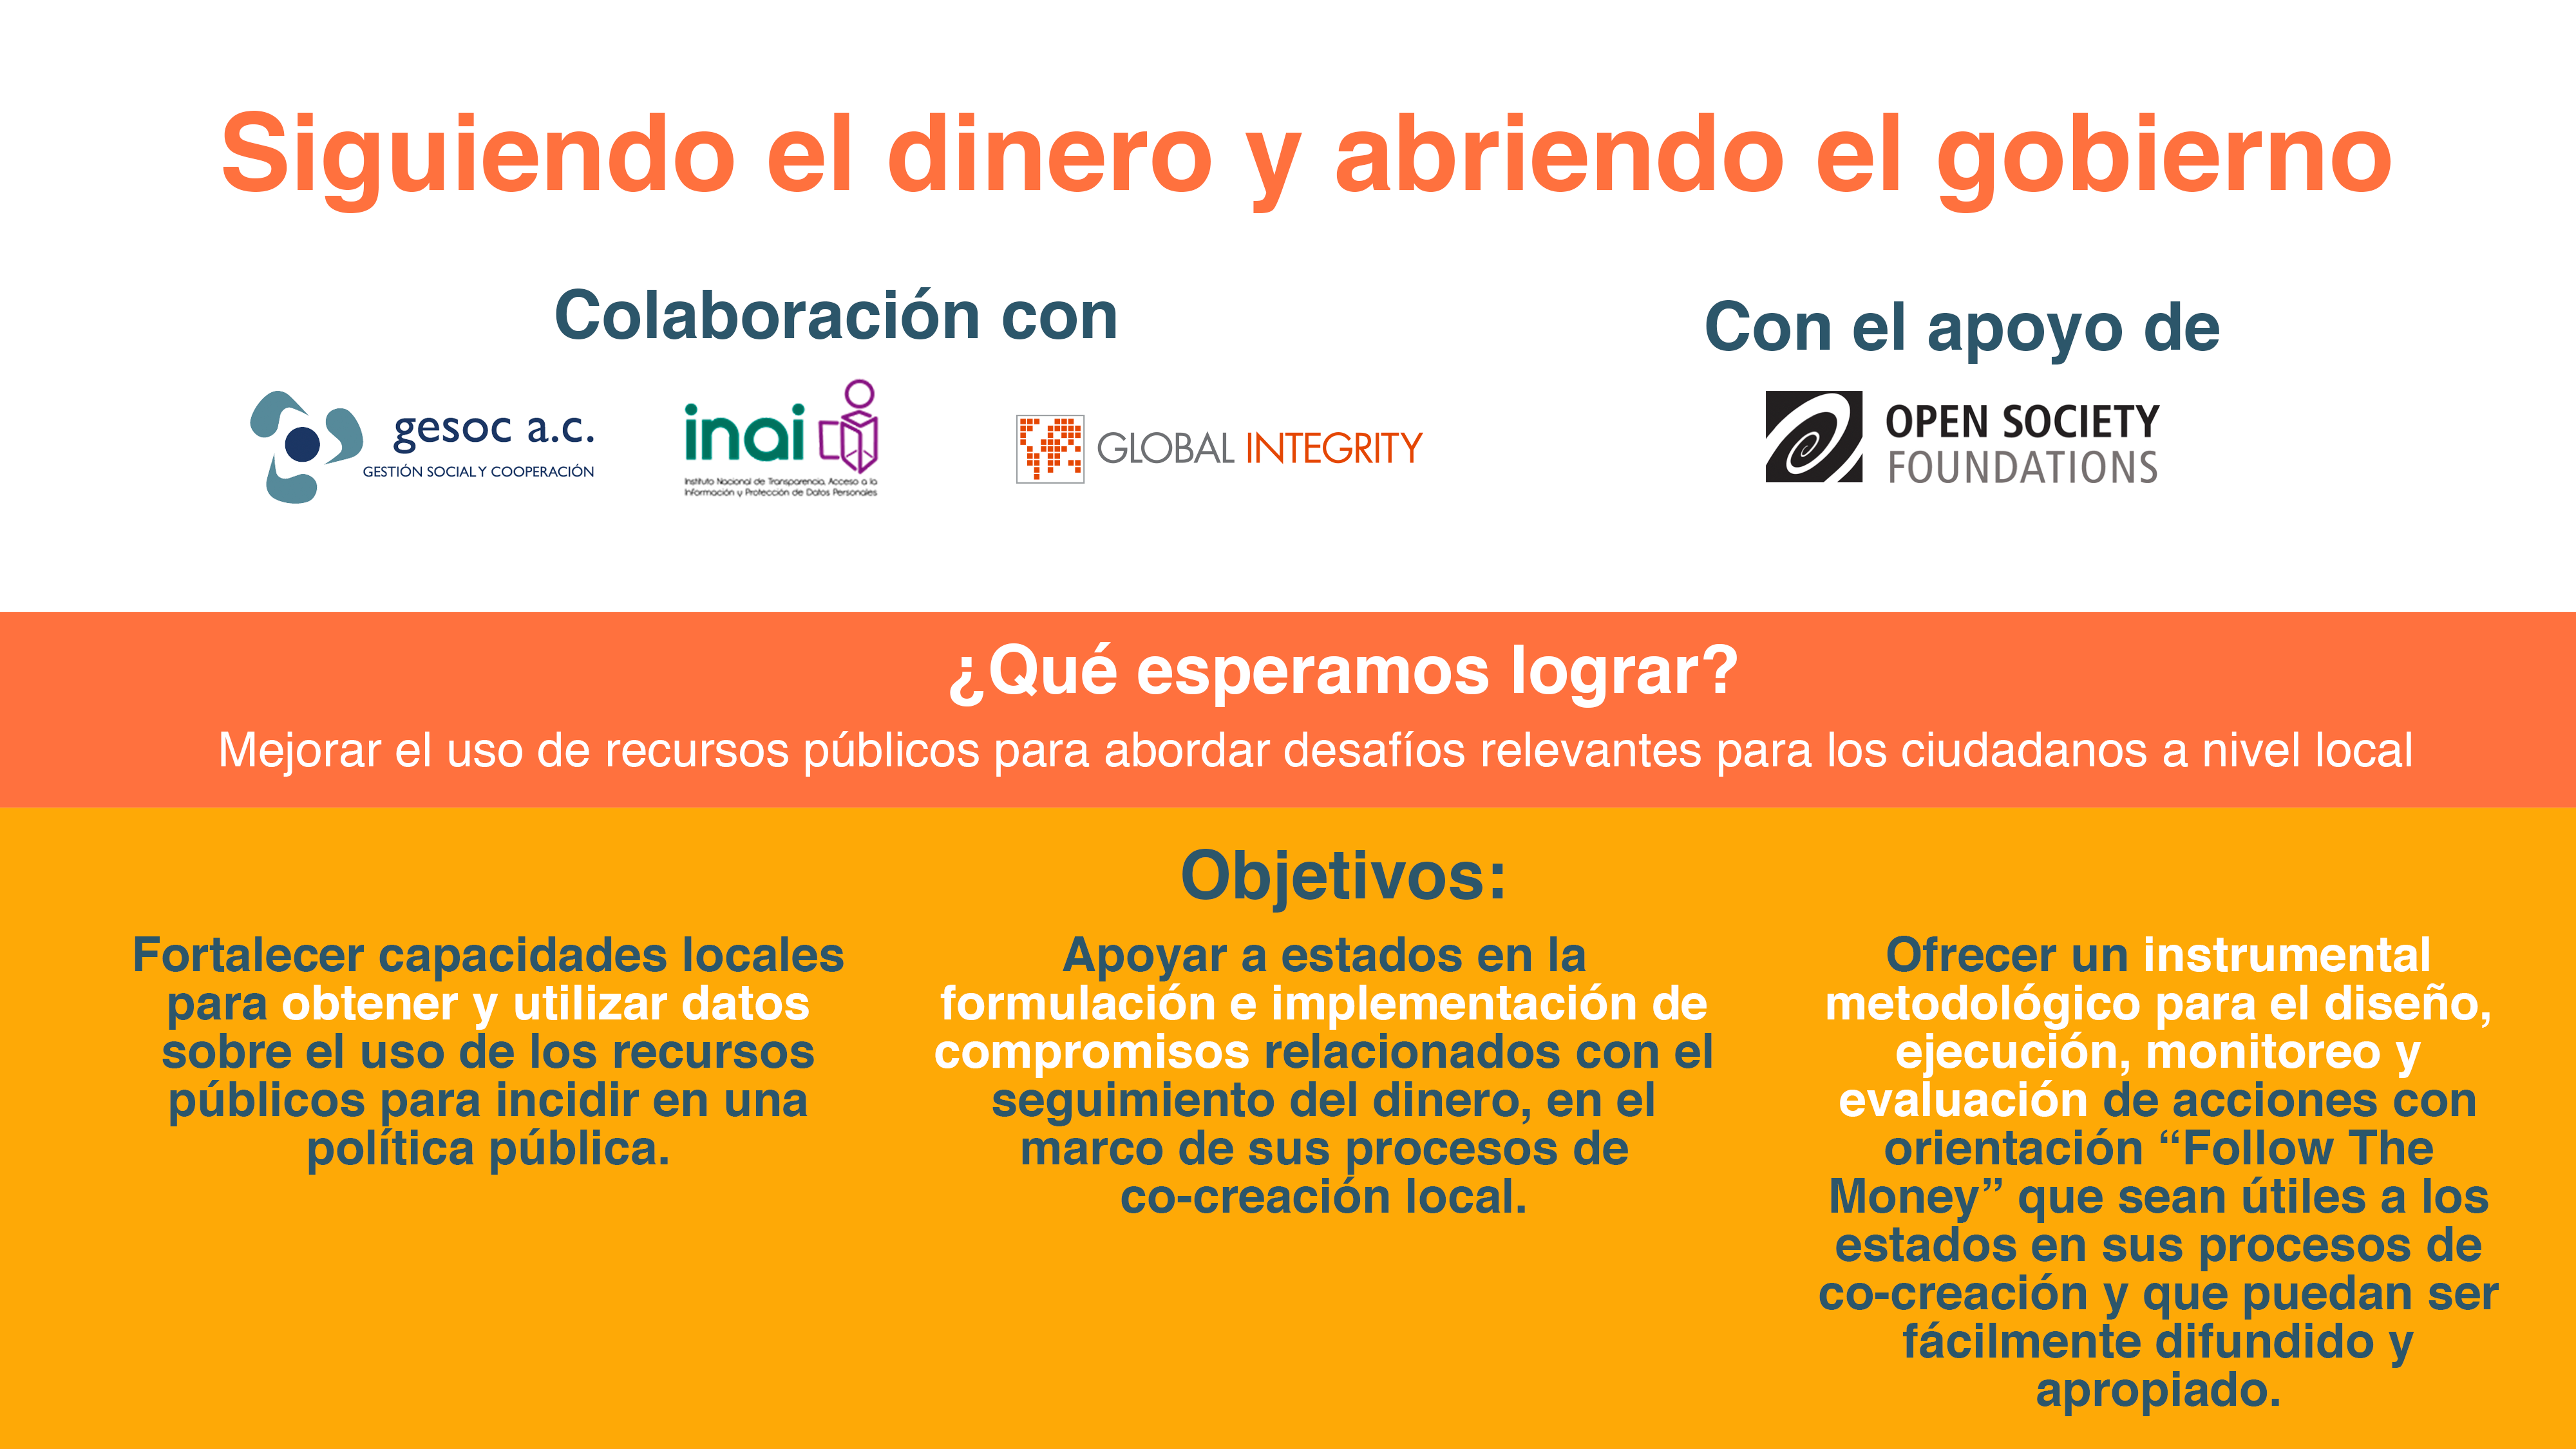 Siguiendo el dinero y abriendo el gobierno
Colaboración con
Con el apoyo de
gesoc a.c.
GESTIÓN SOCIAL Y COOPERACIÓN
inai
Instituto Nacional de Transparencia, Acceso a la
Información y Protección de Datos Personales
GLOBAL INTEGRITY
OPEN SOCIETY
FOUNDATIONS
¿Qué esperamos lograr?
Mejorar el uso de recursos públicos para abordar desafíos relevantes para los ciudadanos a nivel local
Objetivos:
Fortalecer capacidades locales
para obtener y utilizar datos
sobre el uso de los recursos
públicos para incidir en una
política pública.
Apoyar a estados en la
formulación e implementación de
compromisos relacionados con el
seguimiento del dinero, en el
marco de sus procesos de
co-creación local.
Ofrecer un instrumental
metodológico para el diseño,
ejecución, monitoreo y
evaluación de acciones con
orientación “Follow The
Money” que sean útiles a los
estados en sus procesos de
co-creación y que puedan ser
fácilmente difundido y
apropiado.